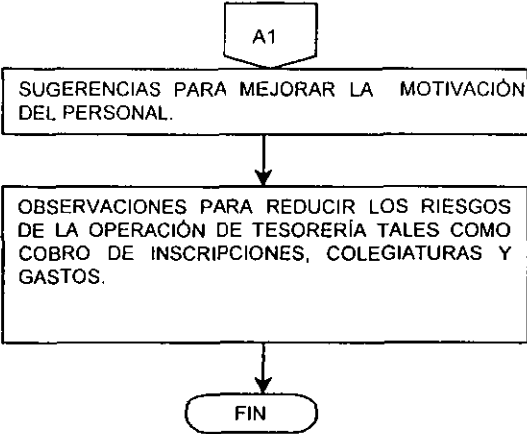 A1
SUGERENCIAS PARA MEJORAR LA MOTIVACIÓN
DEL PERSONAL.
OBSERVACIONES PARA REDUCIR LOS RIESGOS
DE LA OPERACIÓN DE TESORERÍA TALES COMO
COBRO DE INSCRIPCIONES, COLEGIATURAS Y
GASTOS.
FIN